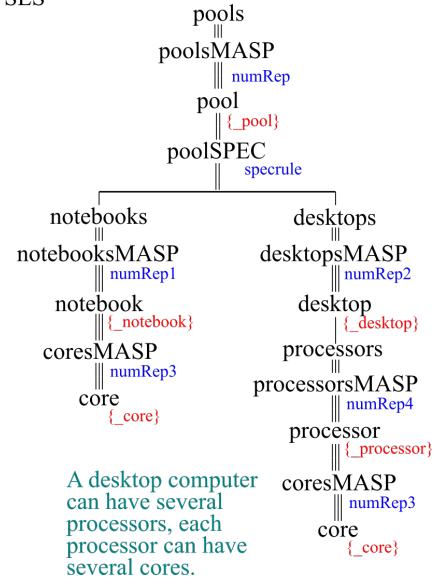 pools
poolsMASP
numRep
pool
{_pool}
poolSPEC
specrule
notebooks
desktops
notebooksMASP
desktopsMASP
numRep1
numRep2
notebook
desktop
{_notebook}
{_desktop}
coresMASP
processors
numRep3
processorsMASP
core
numRep4
{_core}
processor
{_processor}
A desktop computer
coresMASP
can have several
numRep3
processors, each
core
processor can have
{_core}
several cores.